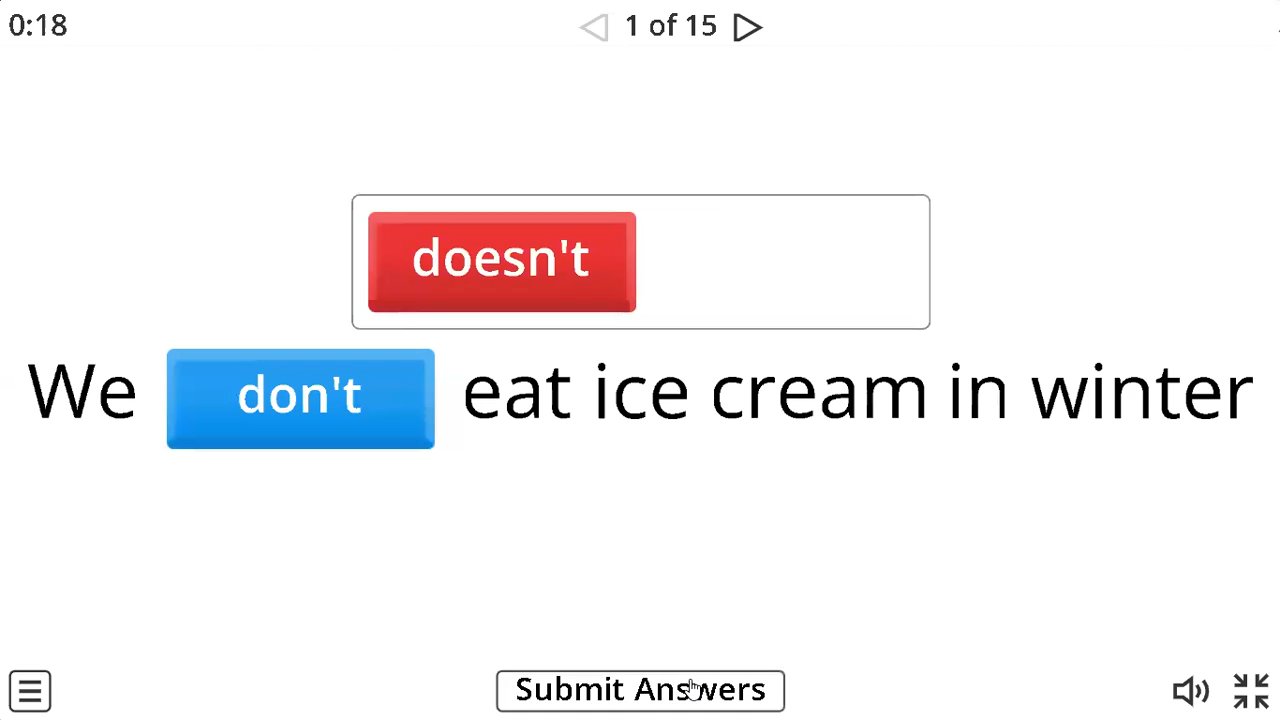 0:18
1 of 15
doesn't
We don't eat ice cream in winter
Submit Answers